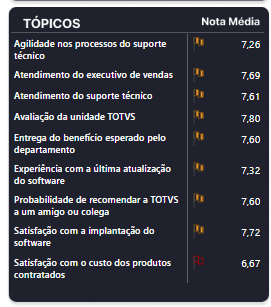 TÓPICOS Nota Média
Agilidade nos processos do suporte 7,26
técnico
Atendimento do executivo de vendas 7,69
Atendimento do suporte técnico 7,61
Avaliação da unidade TOTVS 7,80
Entrega do benefício esperado pelo 7,60
departamento
Experiência com a última atualização 7,32
do software
Probabilidade de recomendar a TOTVS 7,60
a um amigo ou colega
Satisfação com a implantação do 7,72
software
Satisfação com o custo dos produtos 6,67
contratados